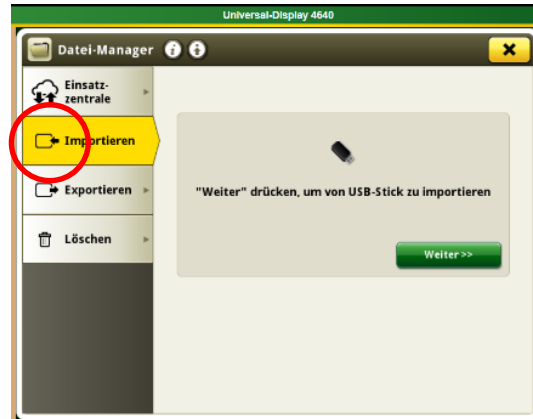 Universal-Display 4640
Datei-Manager
Einsatz-
zentrale
Importieren
Exportieren
Löschen
"Weiter" drücken, um von USB-Stick zu importieren
Weiter>>